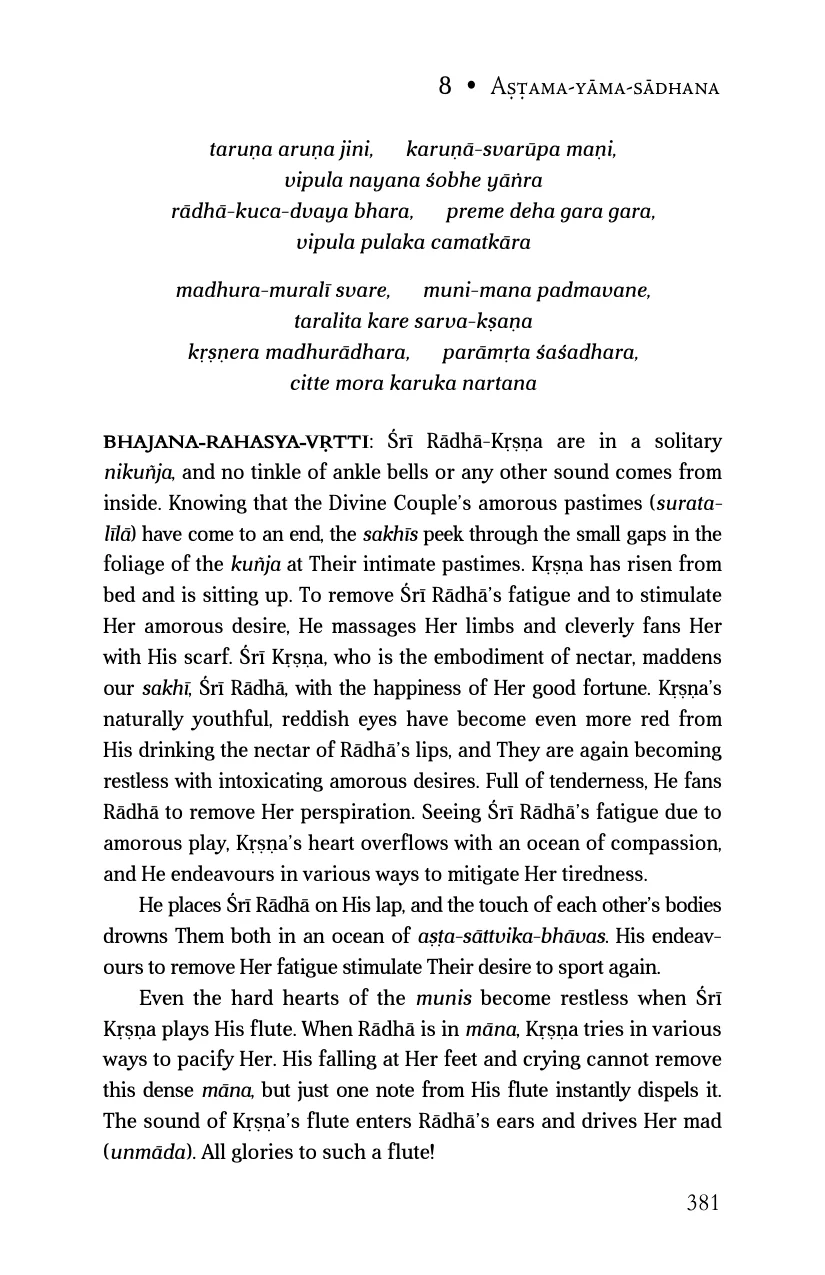 8 • Aṣṭama-yāma-sādhana
taruṇa aruṇa jini, karuṇā-svarūpa maṇi,
vipula nayana śobhe yāṅra
rādhā-kuca-dvaya bhara, preme deha gara gara,
vipula pulaka camatkāra
madhura-muralī svare, muni-mana padmavane,
taralita kare sarva-kṣaṇa
kṛṣṇera madhurādhara, parāmṛta śaśadhara,
citte mora karuka nartana
BHAJANA-RAHASYA-VṚTTI: Śrī Rādhā-Kṛṣṇa are in a solitary
nikuñja, and no tinkle of ankle bells or any other sound comes from
inside. Knowing that the Divine Couple’s amorous pastimes (surata-
līlā) have come to an end, the sakhīs peek through the small gaps in the
foliage of the kuñja at Their intimate pastimes. Kṛṣṇa has risen from
bed and is sitting up. To remove Śrī Rādhā’s fatigue and to stimulate
Her amorous desire, He massages Her limbs and cleverly fans Her
with His scarf. Śrī Kṛṣṇa, who is the embodiment of nectar, maddens
our sakhī, Śrī Rādhā, with the happiness of Her good fortune. Kṛṣṇa’s
naturally youthful, reddish eyes have become even more red from
His drinking the nectar of Rādhā’s lips, and They are again becoming
restless with intoxicating amorous desires. Full of tenderness, He fans
Rādhā to remove Her perspiration. Seeing Śrī Rādhā’s fatigue due to
amorous play, Kṛṣṇa’s heart overflows with an ocean of compassion,
and He endeavours in various ways to mitigate Her tiredness.
He places Śrī Rādhā on His lap, and the touch of each other’s bodies
drowns Them both in an ocean of aṣṭa-sāttvika-bhāvas. His endeav-
ours to remove Her fatigue stimulate Their desire to sport again.
Even the hard hearts of the munis become restless when Śrī
Kṛṣṇa plays His flute. When Rādhā is in māna, Kṛṣṇa tries in various
ways to pacify Her. His falling at Her feet and crying cannot remove
this dense māna, but just one note from His flute instantly dispels it.
The sound of Kṛṣṇa’s flute enters Rādhā’s ears and drives Her mad
(unmāda). All glories to such a flute!
381